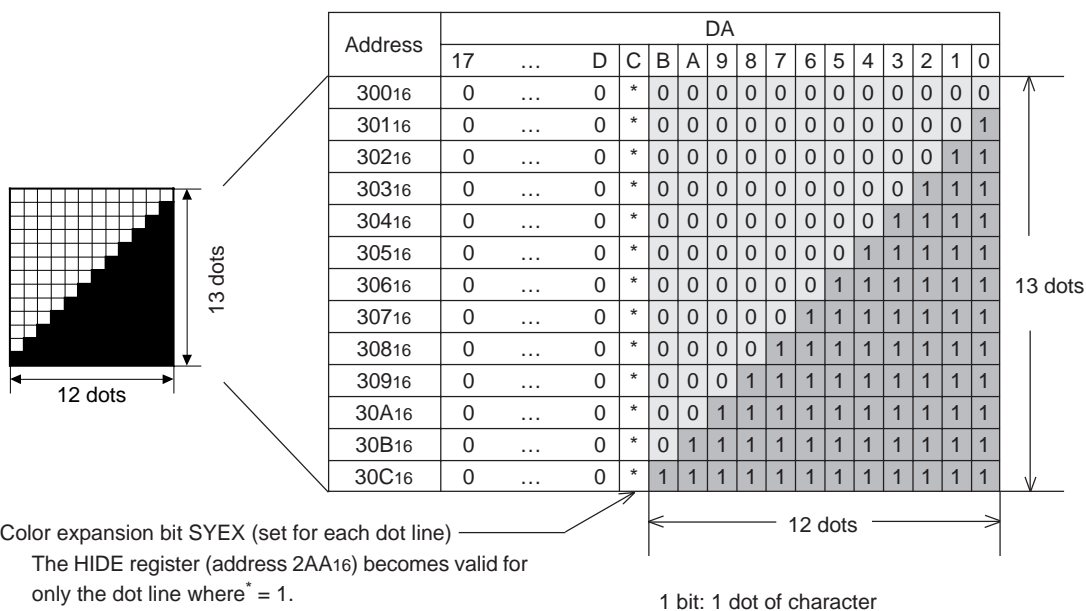 Address DA
17 … D C B A 9 8 7 6 5 4 3 2 1 0
30016 0 … 0 * 0 0 0 0 0 0 0 0 0 0 0 0
30116 0 … 0 * 0 0 0 0 0 0 0 0 0 0 0 1
30216 0 … 0 * 0 0 0 0 0 0 0 0 0 0 1 1
30316 0 … 0 * 0 0 0 0 0 0 0 0 0 1 1 1
30416 0 … 0 * 0 0 0 0 0 0 0 0 1 1 1 1
30516 0 … 0 * 0 0 0 0 0 0 0 1 1 1 1 1
30616 0 … 0 * 0 0 0 0 0 0 1 1 1 1 1 1
30716 0 … 0 * 0 0 0 0 0 1 1 1 1 1 1 1
30816 0 … 0 * 0 0 0 0 1 1 1 1 1 1 1 1
30916 0 … 0 * 0 0 0 1 1 1 1 1 1 1 1 1
30A16 0 … 0 * 0 0 1 1 1 1 1 1 1 1 1 1
30B16 0 … 0 * 0 1 1 1 1 1 1 1 1 1 1 1
30C16 0 … 0 * 1 1 1 1 1 1 1 1 1 1 1 1
13 dots
12 dots
13 dots
12 dots
Color expansion bit SYEX (set for each dot line)
The HIDE register (address 2AA16) becomes valid for
only the dot line where* = 1.
1 bit: 1 dot of character